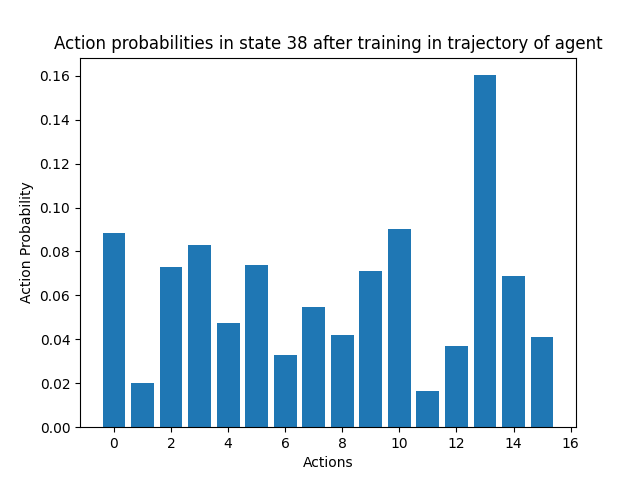 Action probabilities in state 38 after training in trajectory of agent
0.16
0.14
0.12
0.10
0.08
0.06
0.04
0.02
0.00
Action Probability
0 2 4 6 8 10 12 14 16
Actions